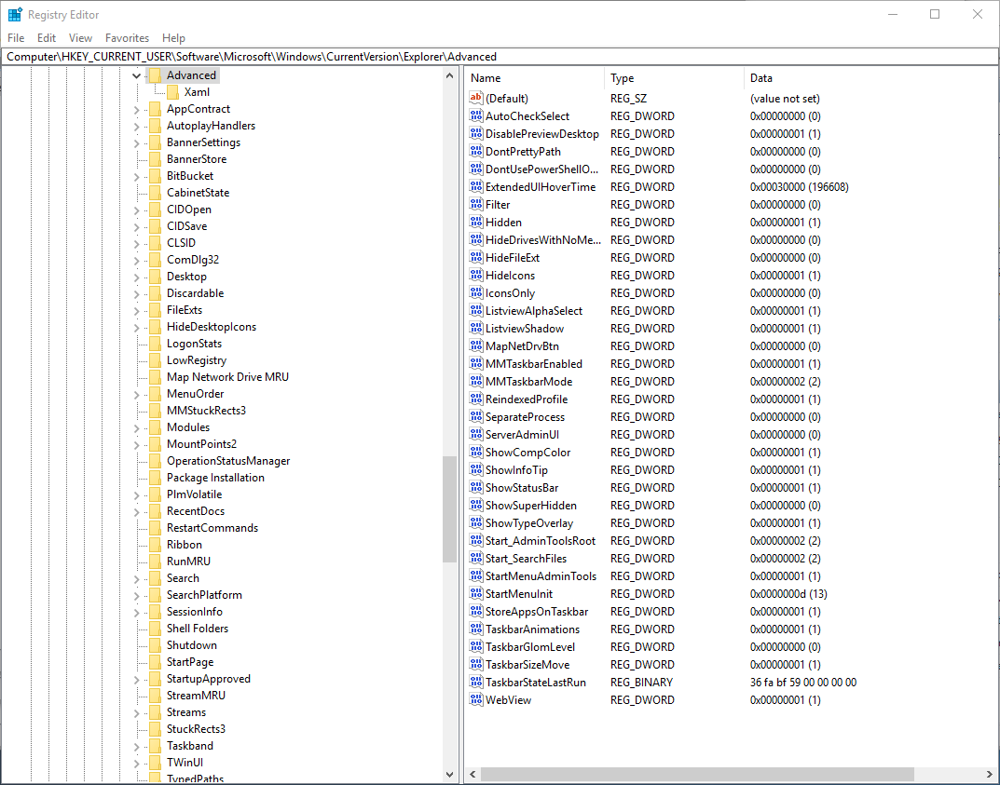 Registry Editor
File Edit View Favorites Help
Computer\HKEY_CURRENT_USER\Software\Microsoft\Windows\CurrentVersion\Explorer\Advanced
Advanced
Xaml
AppContract
AutoplayHandlers
BannerSettings
BannerStore
BitBucket
CabinetState
CIDOpen
CIDSave
CLSID
ComDlg32
Desktop
Discardable
FileExts
HideDesktopIcons
LogonStats
LowRegistry
Map Network Drive MRU
MenuOrder
MMStuckRects3
Modules
MountPoints2
OperationStatusManager
Package Installation
PlmVolatile
RecentDocs
RestartCommands
Ribbon
RunMRU
Search
SearchPlatform
SessionInfo
Shell Folders
Shutdown
StartPage
StartupApproved
StreamMRU
Streams
StuckRects3
Taskband
TWinUI
TypedPaths
Name Type Data
(Default) REG_SZ (value not set)
AutoCheckSelect REG_DWORD 0x00000000 (0)
DisablePreviewDesktop REG_DWORD 0x00000001 (1)
DontPrettyPath REG_DWORD 0x00000000 (0)
DontUsePowerShellO... REG_DWORD 0x00000000 (0)
ExtendedUIHoverTime REG_DWORD 0x00030000 (196608)
Filter REG_DWORD 0x00000000 (0)
Hidden REG_DWORD 0x00000001 (1)
HideDrivesWithNoMe... REG_DWORD 0x00000000 (0)
HideFileExt REG_DWORD 0x00000000 (0)
HideIcons REG_DWORD 0x00000001 (1)
IconsOnly REG_DWORD 0x00000000 (0)
ListviewAlphaSelect REG_DWORD 0x00000001 (1)
ListviewShadow REG_DWORD 0x00000001 (1)
MapNetDrvBtn REG_DWORD 0x00000000 (0)
MMTaskbarEnabled REG_DWORD 0x00000001 (1)
MMTaskbarMode REG_DWORD 0x00000002 (2)
ReindexedProfile REG_DWORD 0x00000001 (1)
SeparateProcess REG_DWORD 0x00000000 (0)
ServerAdminUI REG_DWORD 0x00000000 (0)
ShowCompColor REG_DWORD 0x00000001 (1)
ShowInfoTip REG_DWORD 0x00000001 (1)
ShowStatusBar REG_DWORD 0x00000001 (1)
ShowSuperHidden REG_DWORD 0x00000000 (0)
ShowTypeOverlay REG_DWORD 0x00000001 (1)
Start_AdminToolsRoot REG_DWORD 0x00000002 (2)
Start_SearchFiles REG_DWORD 0x00000002 (2)
StartMenuAdminTools REG_DWORD 0x00000001 (1)
StartMenuInit REG_DWORD 0x0000000d (13)
StoreAppsOnTaskbar REG_DWORD 0x00000001 (1)
TaskbarAnimations REG_DWORD 0x00000001 (1)
TaskbarGlomLevel REG_DWORD 0x00000000 (0)
TaskbarSizeMove REG_DWORD 0x00000001 (1)
TaskbarStateLastRun REG_BINARY 36 fa bf 59 00 00 00 00
WebView REG_DWORD 0x00000001 (1)